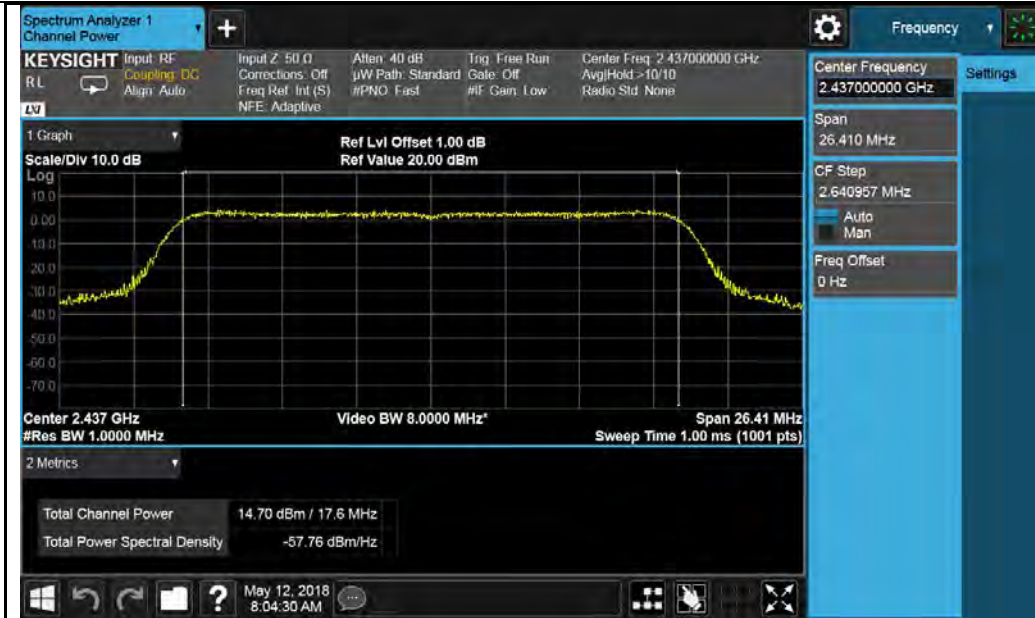 Spectrum Analyzer 1
Channel Power
+
Frequency
KEYSIGHT Input: RF Input Z: 50 Ω Atten: 40 dB Trig: Free Run Center Freq: 2.437000000 GHz
RL Coupling: DC Corrections: Off µW Path: Standard Gate: Off Avg|Hold:>10/10
Align: Auto Freq Ref: Int (S) #PNO: Fast #IF Gain: Low Radio Std: None
LXI NFE: Adaptive
Center Frequency
2.437000000 GHz
Settings
Span
26.410 MHz
CF Step
2.640957 MHz
Auto
Man
Freq Offset
0 Hz
1 Graph
Ref Lvl Offset 1.00 dB
Scale/Div 10.0 dB Ref Value 20.00 dBm
Log
10.0
0.00
-10.0
-20.0
-30.0
-40.0
-50.0
-60.0
-70.0
Center 2.437 GHz Video BW 8.0000 MHz* Span 26.41 MHz
#Res BW 1.0000 MHz Sweep Time 1.00 ms (1001 pts)
2 Metrics
Total Channel Power 14.70 dBm / 17.6 MHz
Total Power Spectral Density -57.76 dBm/Hz
? May 12, 2018
8:04:30 AM